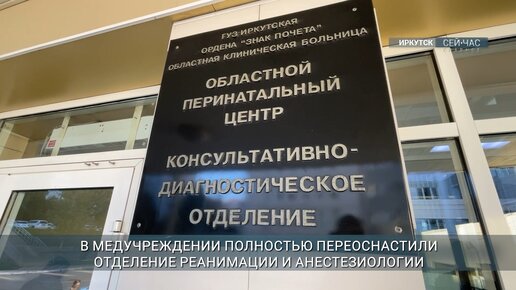 ГУЗ ИРКУТСКАЯ
ОРДЕНА "ЗНАК ПОЧЕТА"
ОБЛАСТНАЯ КЛИНИЧЕСКАЯ БОЛЬНИЦА
ОБЛАСТНОЙ
ПЕРИНАТАЛЬНЫЙ
ЦЕНТР
КОНСУЛЬТАТИВНО-
ДИАГНОСТИЧЕСКОЕ
ОТДЕЛЕНИЕ
ИРКУТСК СЕЙЧАС
В МЕДУЧРЕЖДЕНИИ ПОЛНОСТЬЮ ПЕРЕОСНАСТИЛИ
ОТДЕЛЕНИЕ РЕАНИМАЦИИ И АНЕСТЕЗИОЛОГИИ